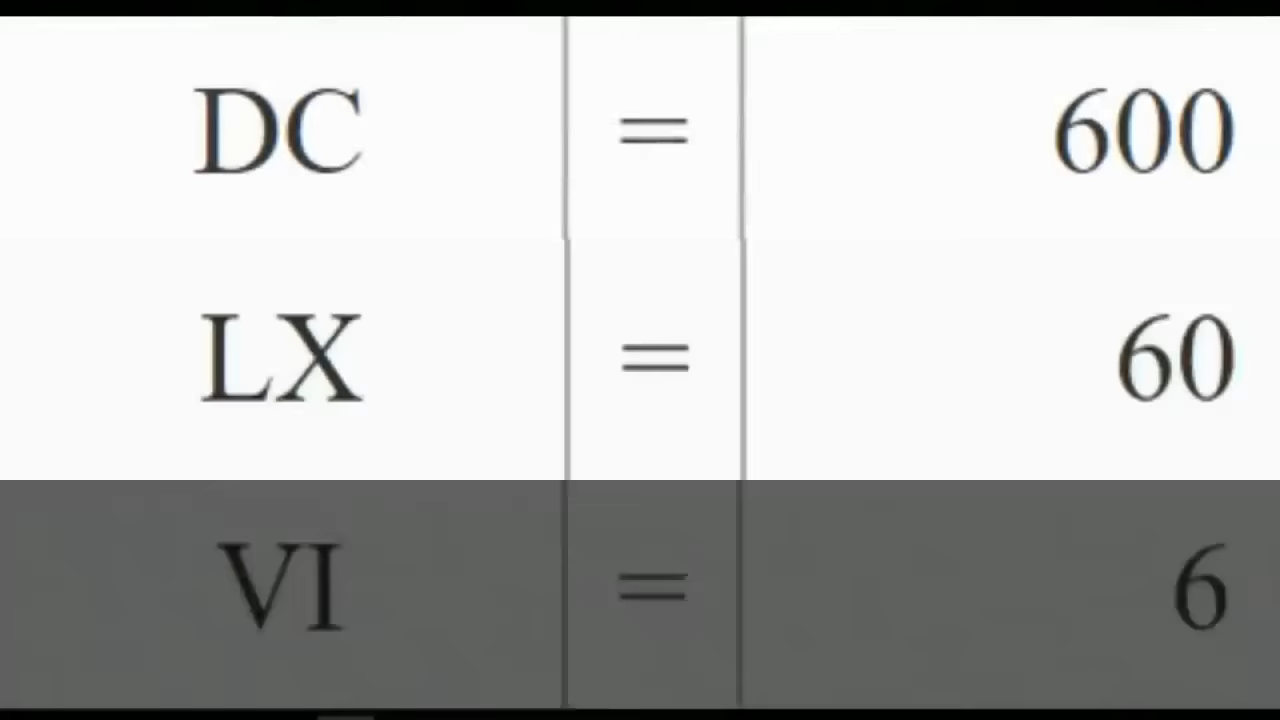 DC = 600
LX = 60
VI = 6